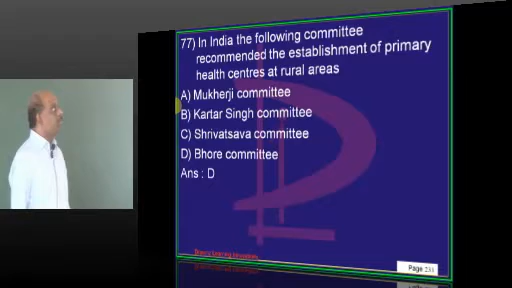 77) In India the following committee
recommended the establishment of primary
health centres at rural areas
A) Mukherji committee
B) Kartar Singh committee
C) Shrivatsava committee
D) Bhore committee
Ans : D
Page